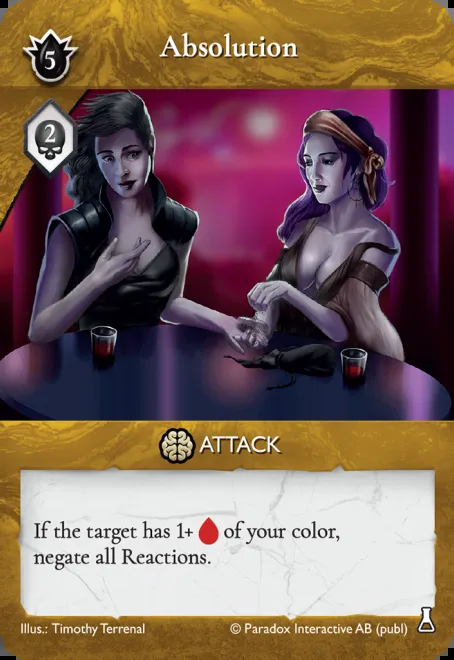 5
Absolution
2
ATTACK
If the target has 1+ of your color,
negate all Reactions.
Illus.: Timothy Terrenal
© Paradox Interactive AB (publ)